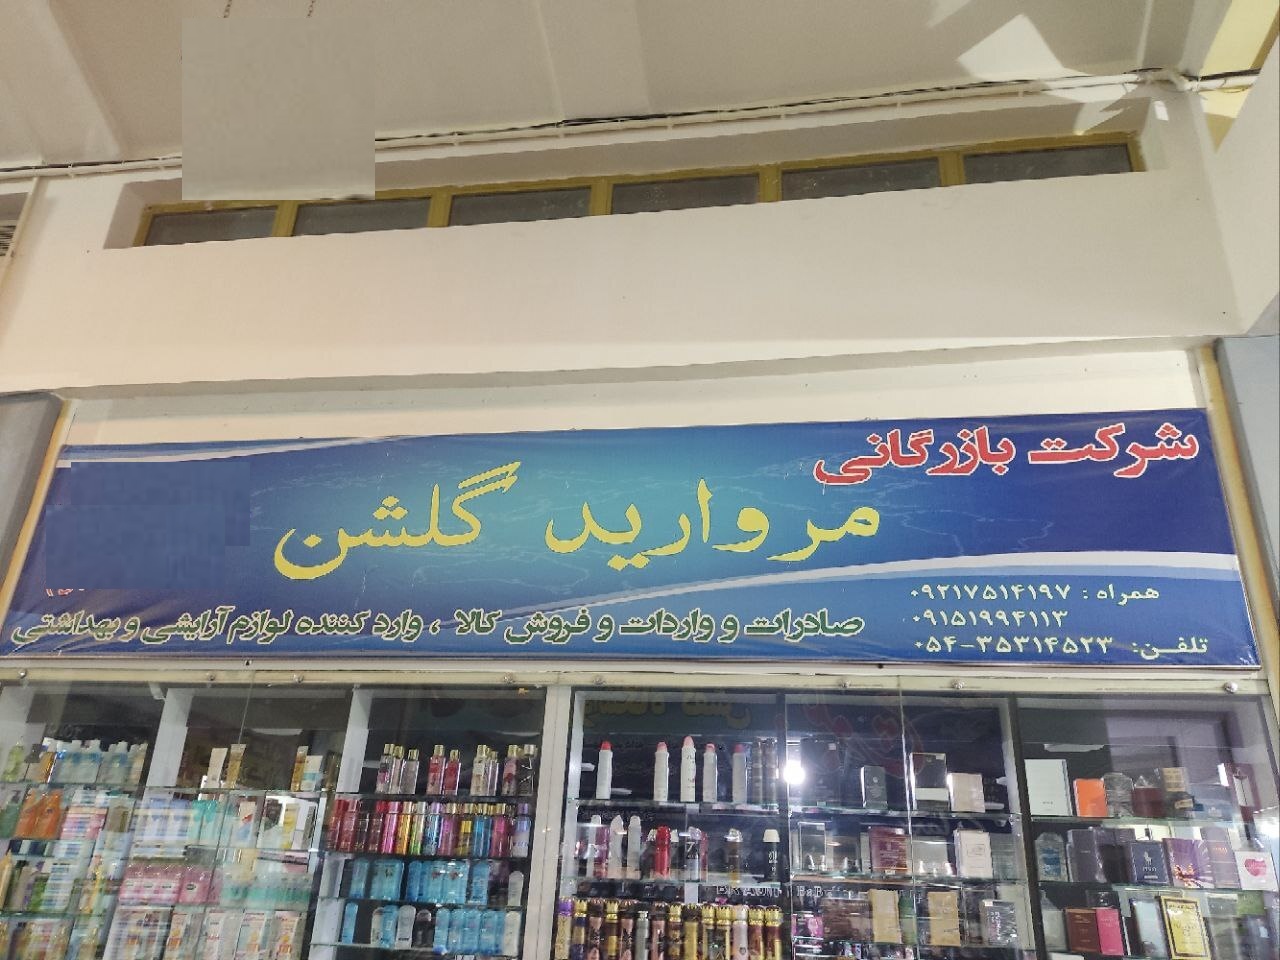 شرکت بازرگانی
مروارید گلشن
همراه : ۰۹۲۱۷۵۱۴۱۹۷
۰۹۱۵۱۹۹۴۱۱۳
تلفن: ۰۵۴-۳۵۳۱۴۵۲۳
صادرات و واردات و فروش کالا ، وارد کننده لوازم آرایشی و بهداشتی